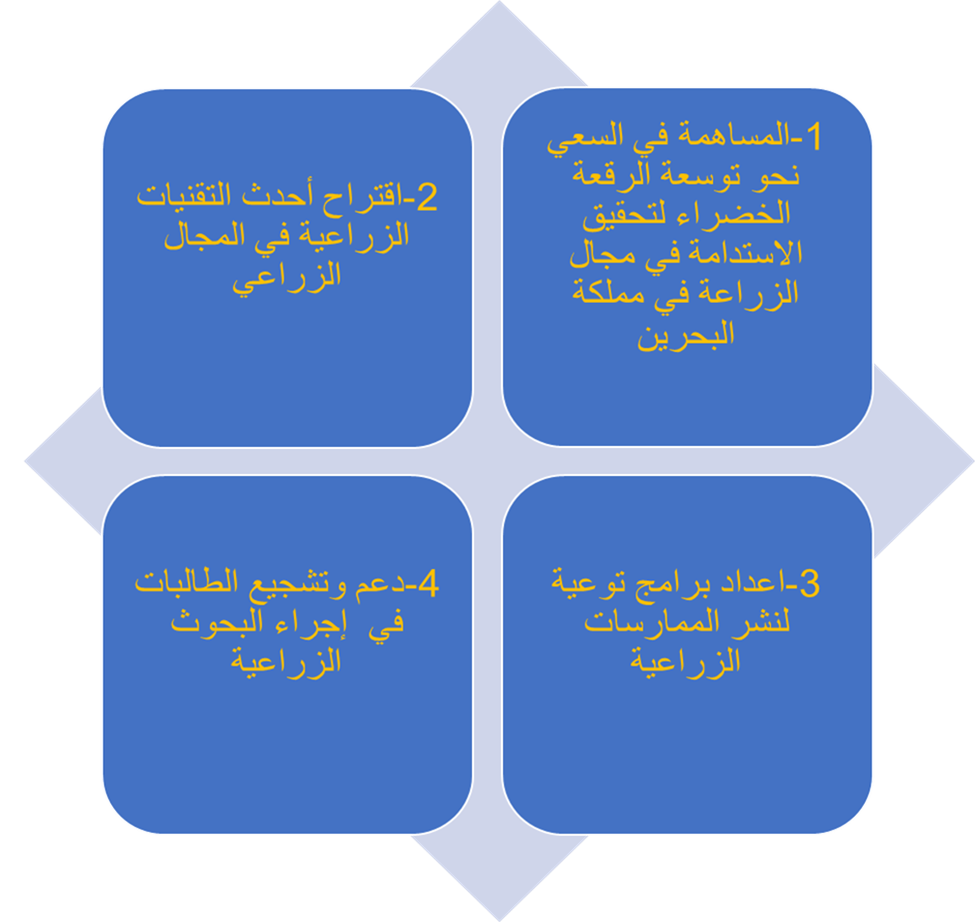 1-المساهمة في السعي
نحو توسعة الرقعة
الخضراء لتحقيق
الاستدامة في مجال
الزراعة في مملكة
البحرين
2-اقتراح أحدث التقنيات
الزراعية في المجال
الزراعي
3-اعداد برامج توعية
لنشر الممارسات
الزراعية
4-دعم وتشجيع الطالبات
في إجراء البحوث
الزراعية